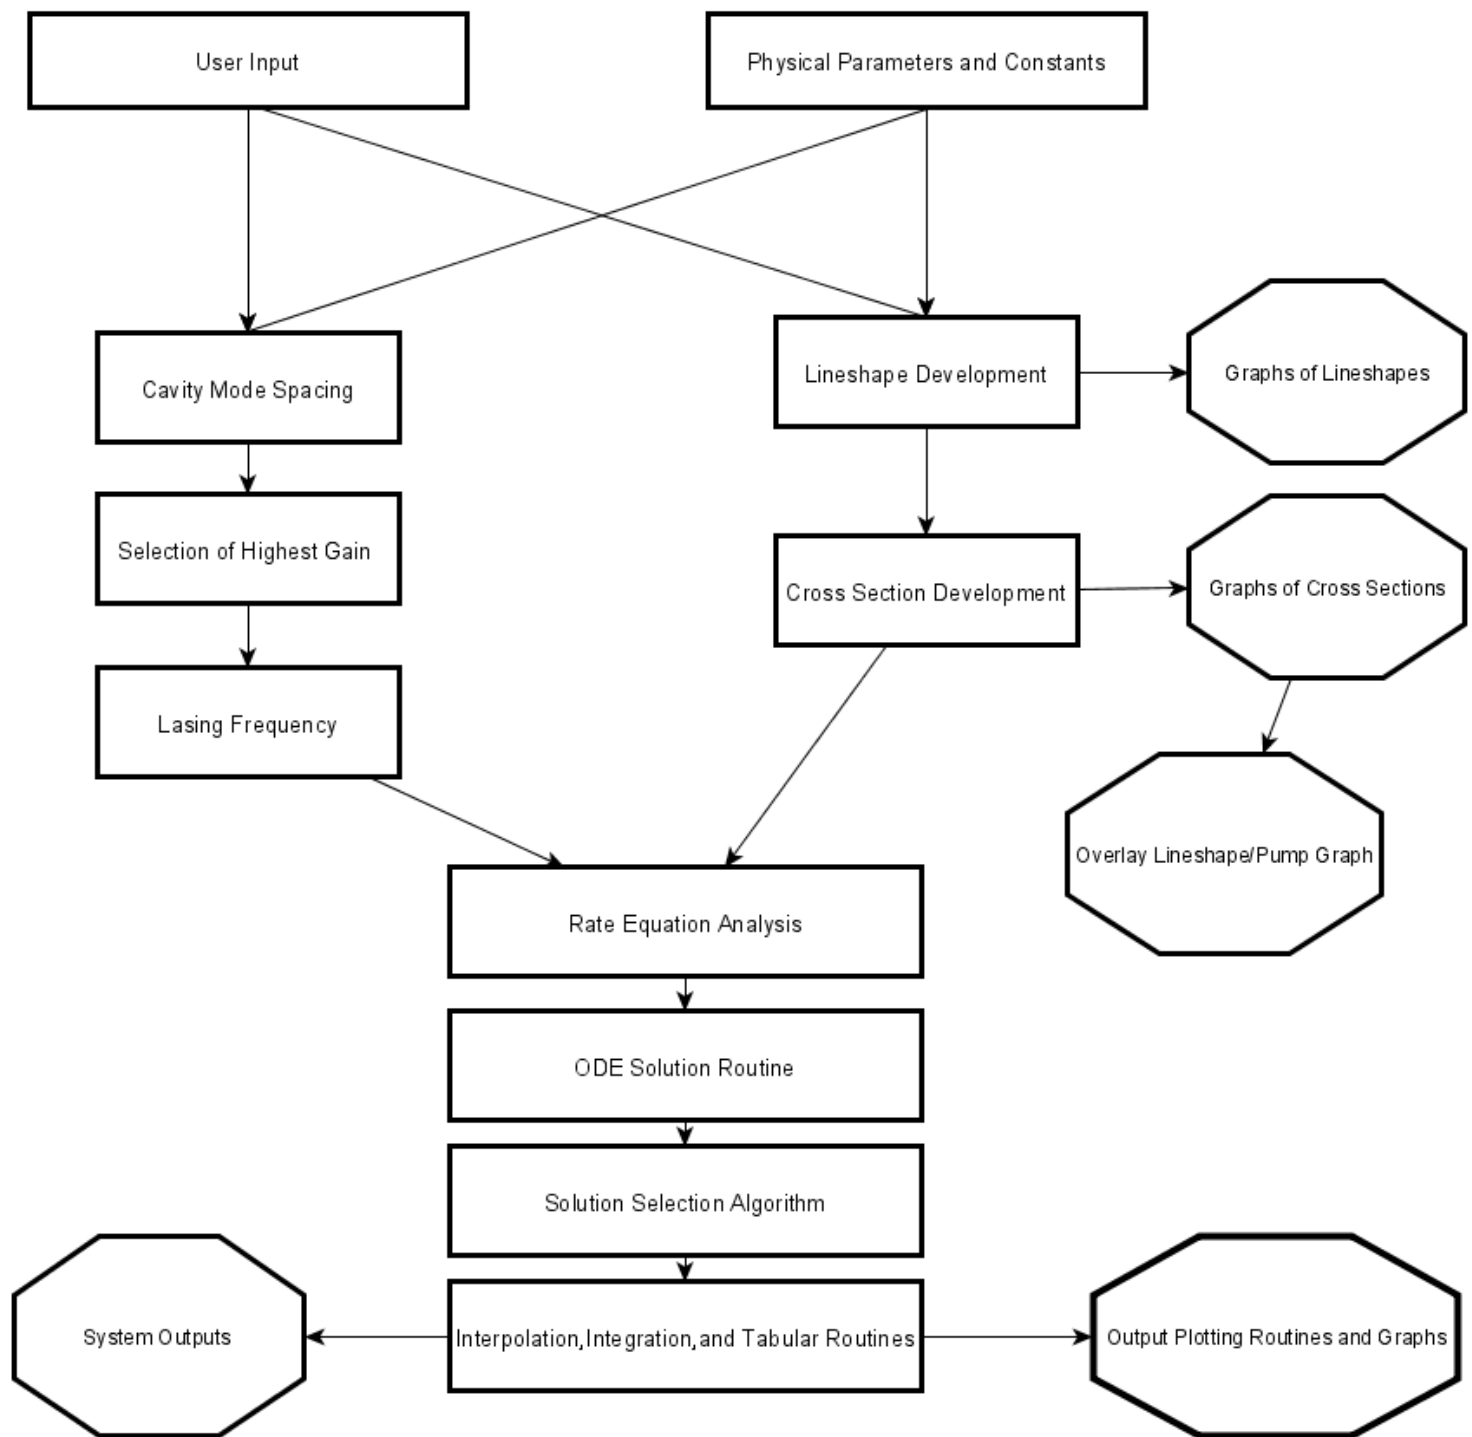 User Input
Physical Parameters and Constants
Cavity Mode Spacing
Lineshape Development
Graphs of Lineshapes
Selection of Highest Gain
Cross Section Development
Graphs of Cross Sections
Lasing Frequency
Overlay Lineshape/Pump Graph
Rate Equation Analysis
ODE Solution Routine
Solution Selection Algorithm
System Outputs
Interpolation,Integration,and Tabular Routines
Output Plotting Routines and Graphs